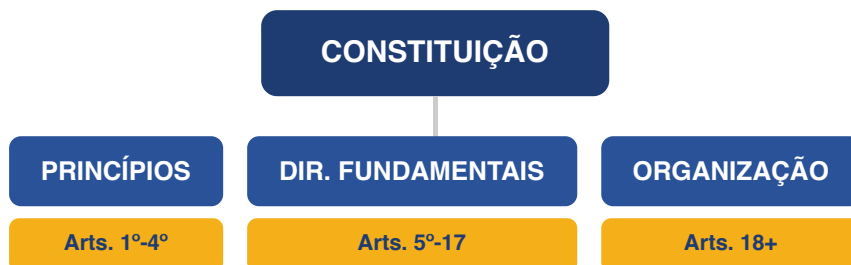 CONSTITUIÇÃO
PRINCÍPIOS
DIR. FUNDAMENTAIS
ORGANIZAÇÃO
Arts. 1º-4º
Arts. 5º-17
Arts. 18+